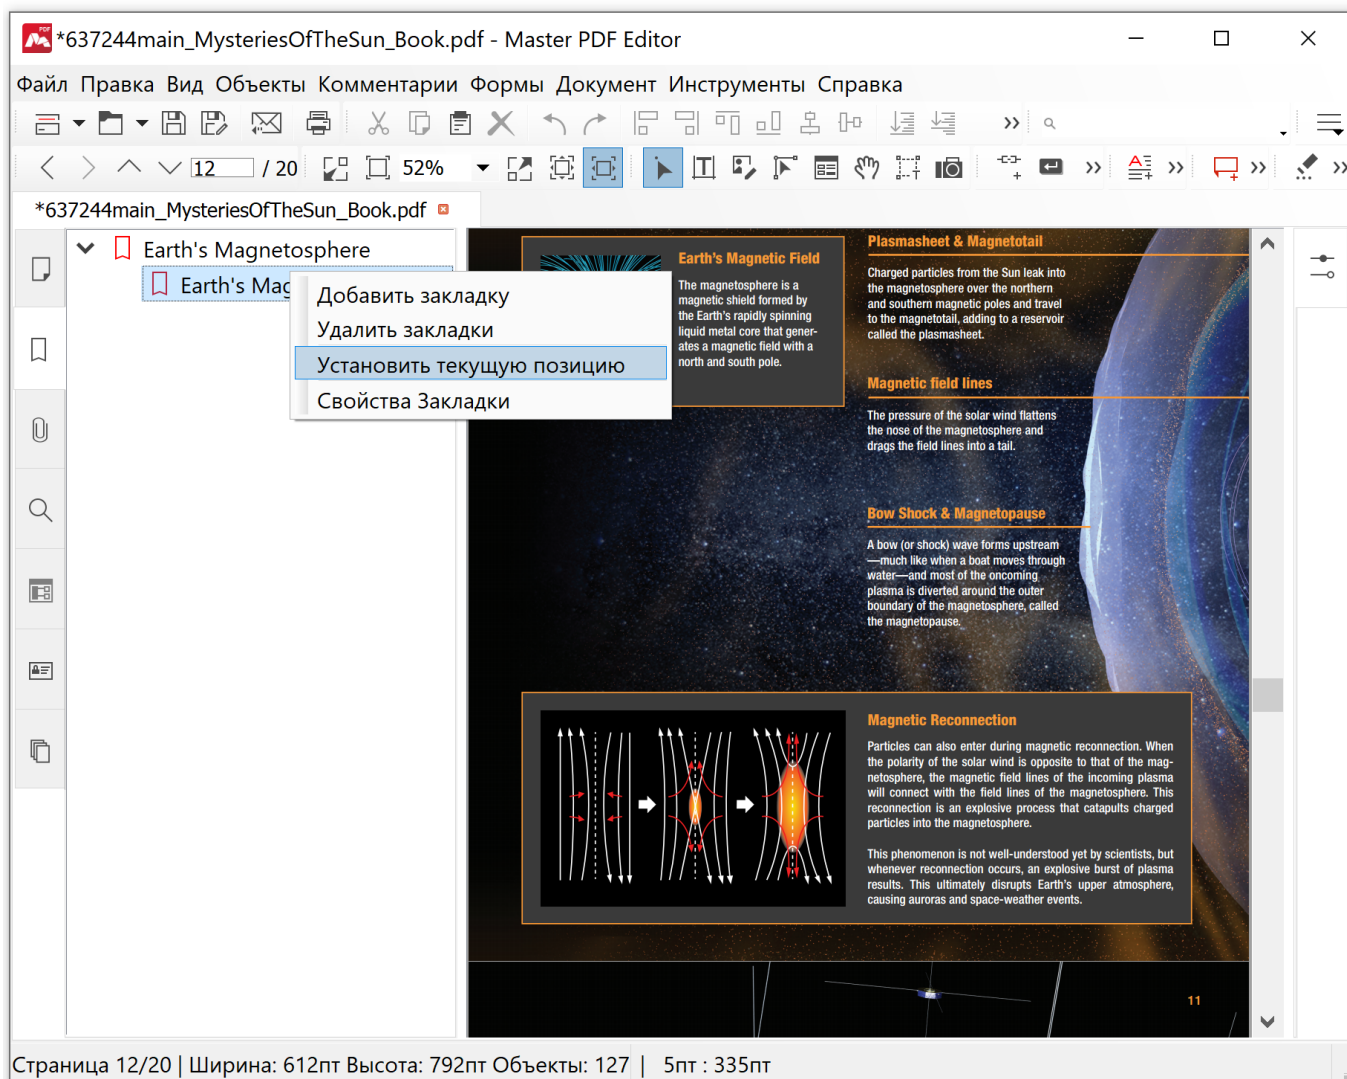 *637244main_MysteriesOfTheSun_Book.pdf - Master PDF Editor
Файл Правка Вид Объекты Комментарии Формы Документ Инструменты Справка
12 / 20 52%
*637244main_MysteriesOfTheSun_Book.pdf
Earth's Magnetosphere
Earth's Mag
Добавить закладку
Удалить закладки
Установить текущую позицию
Свойства Закладки
Earth's Magnetic Field
The magnetosphere is a
magnetic shield formed by
the Earth's rapidly spinning
liquid metal core that gener-
ates a magnetic field with a
north and south pole.
Plasmasheet & Magnetotail
Charged particles from the Sun leak into
the magnetosphere over the northern
and southern magnetic poles and travel
to the magnetotail, adding to a reservoir
called the plasmasheet.
Magnetic field lines
The pressure of the solar wind flattens
the nose of the magnetosphere and
drags the field lines into a tail.
Bow Shock & Magnetopause
A bow (or shock) wave forms upstream
—much like when a boat moves through
water—and most of the oncoming
plasma is diverted around the outer
boundary of the magnetosphere, called
the magnetopause.
Magnetic Reconnection
Particles can also enter during magnetic reconnection. When
the polarity of the solar wind is opposite to that of the mag-
netosphere, the magnetic field lines of the incoming plasma
will connect with the field lines of the magnetosphere. This
reconnection is an explosive process that catapults charged
particles into the magnetosphere.
This phenomenon is not well-understood yet by scientists, but
whenever reconnection occurs, an explosive burst of plasma
results. This ultimately disrupts Earth's upper atmosphere,
causing auroras and space-weather events.
11
Страница 12/20 | Ширина: 612пт Высота: 792пт Объекты: 127 | 5пт : 335пт